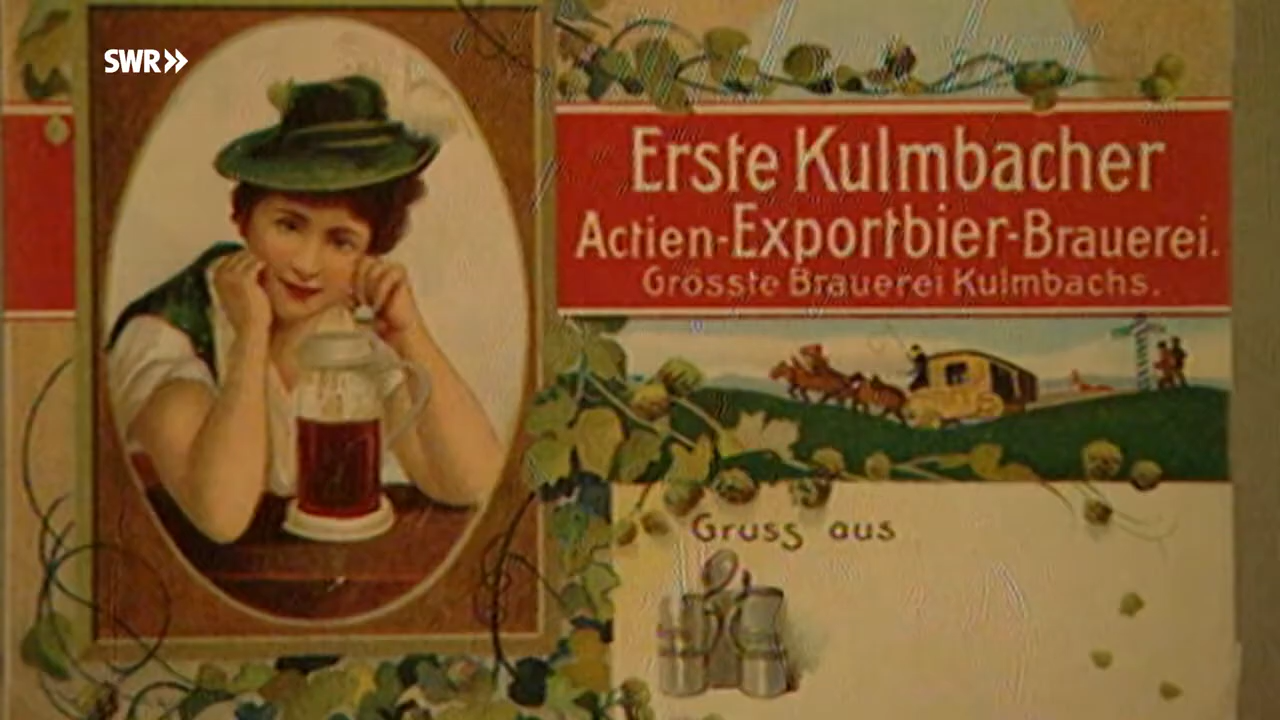 SWR»
Erste Kulmbacher
Actien-Exportbier-Brauerei.
Grösste Brauerei Kulmbachs.
Gruss aus